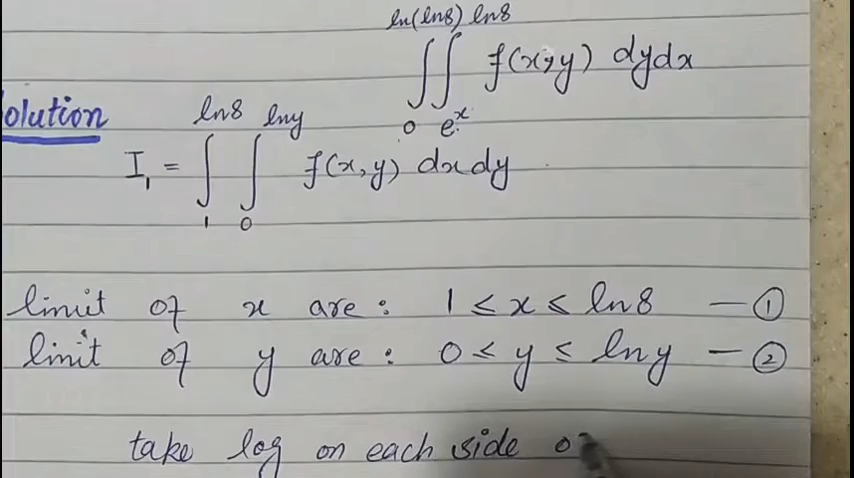 ln(ln8) ln8
∫∫ f(x,y) dydx
0 e^x
olution
ln8 lny
I₁ = ∫ ∫ f(x,y) dxdy
1 0
limit of x are : 1 ≤ x ≤ ln8 — ①
limit of y are : 0 ≤ y ≤ lny — ②
take log on each side o